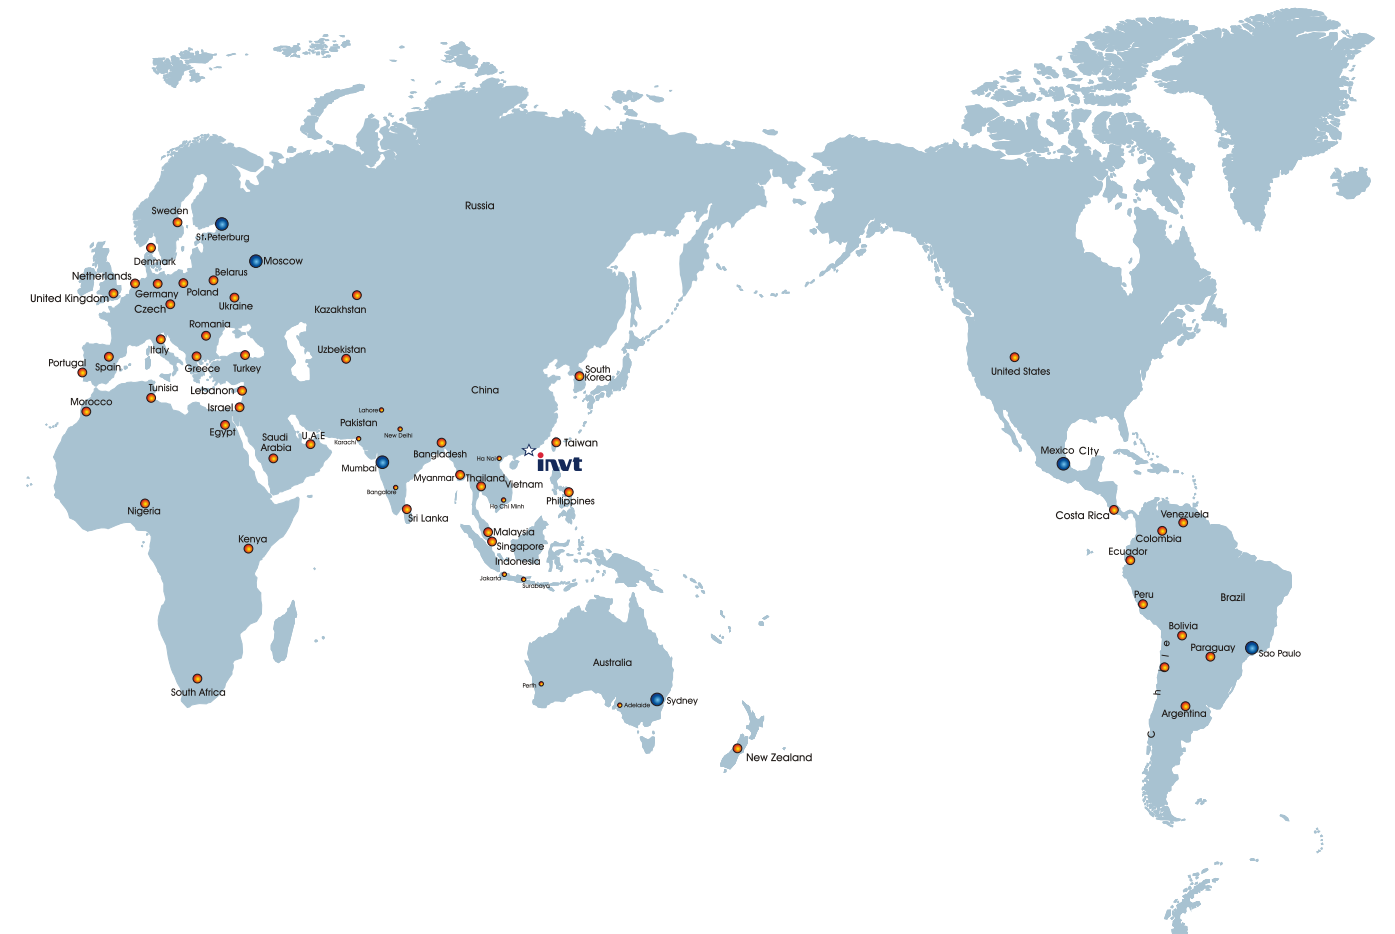 Russia
Sweden
St.Peterburg
Denmark
Moscow
Netherlands
Belarus
Germany
Poland
United Kingdom
Ukraine
Czech
Kazakhstan
Romania
Italy
Uzbekistan
Portugal
Spain
Greece
Turkey
South
Korea
United States
Tunisia
Lebanon
China
Morocco
Israel
Lahore
Pakistan
Egypt
New Delhi
Saudi
Arabia
U.A.E
Karachi
Taiwan
Bangladesh
Mexico City
Ha Noi
invt
Mumbai
Myanmar
Thailand
Vietnam
Bangalore
Philippines
Ho Chi Minh
Nigeria
Sri Lanka
Costa Rica
Venezuela
Malaysia
Colombia
Kenya
Singapore
Ecuador
Indonesia
Jakarta
Surabaya
Peru
Brazil
Bolivia
Paraguay
Sao Paulo
Chile
Australia
Perth
South Africa
Adelaide
Sydney
Argentina
New Zealand